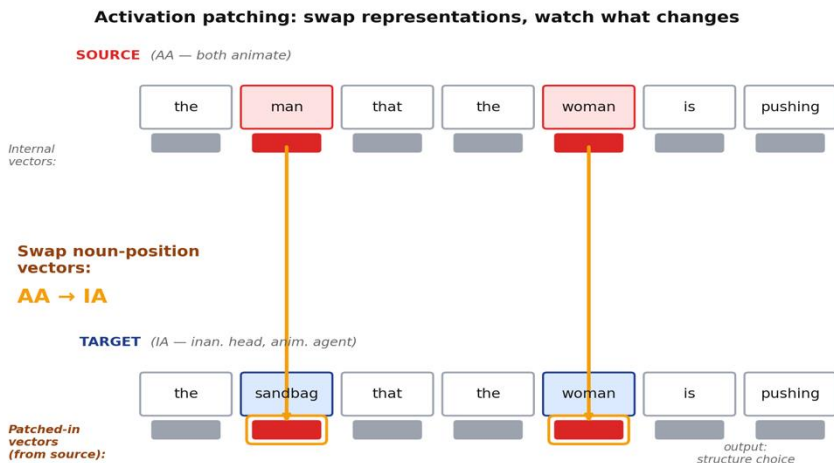 Activation patching: swap representations, watch what changes
SOURCE (AA — both animate)
the man that the woman is pushing
Internal
vectors:
Swap noun-position
vectors:
AA → IA
TARGET (IA — inan. head, anim. agent)
the sandbag that the woman is pushing
Patched-in
vectors
(from source):
output:
structure choice